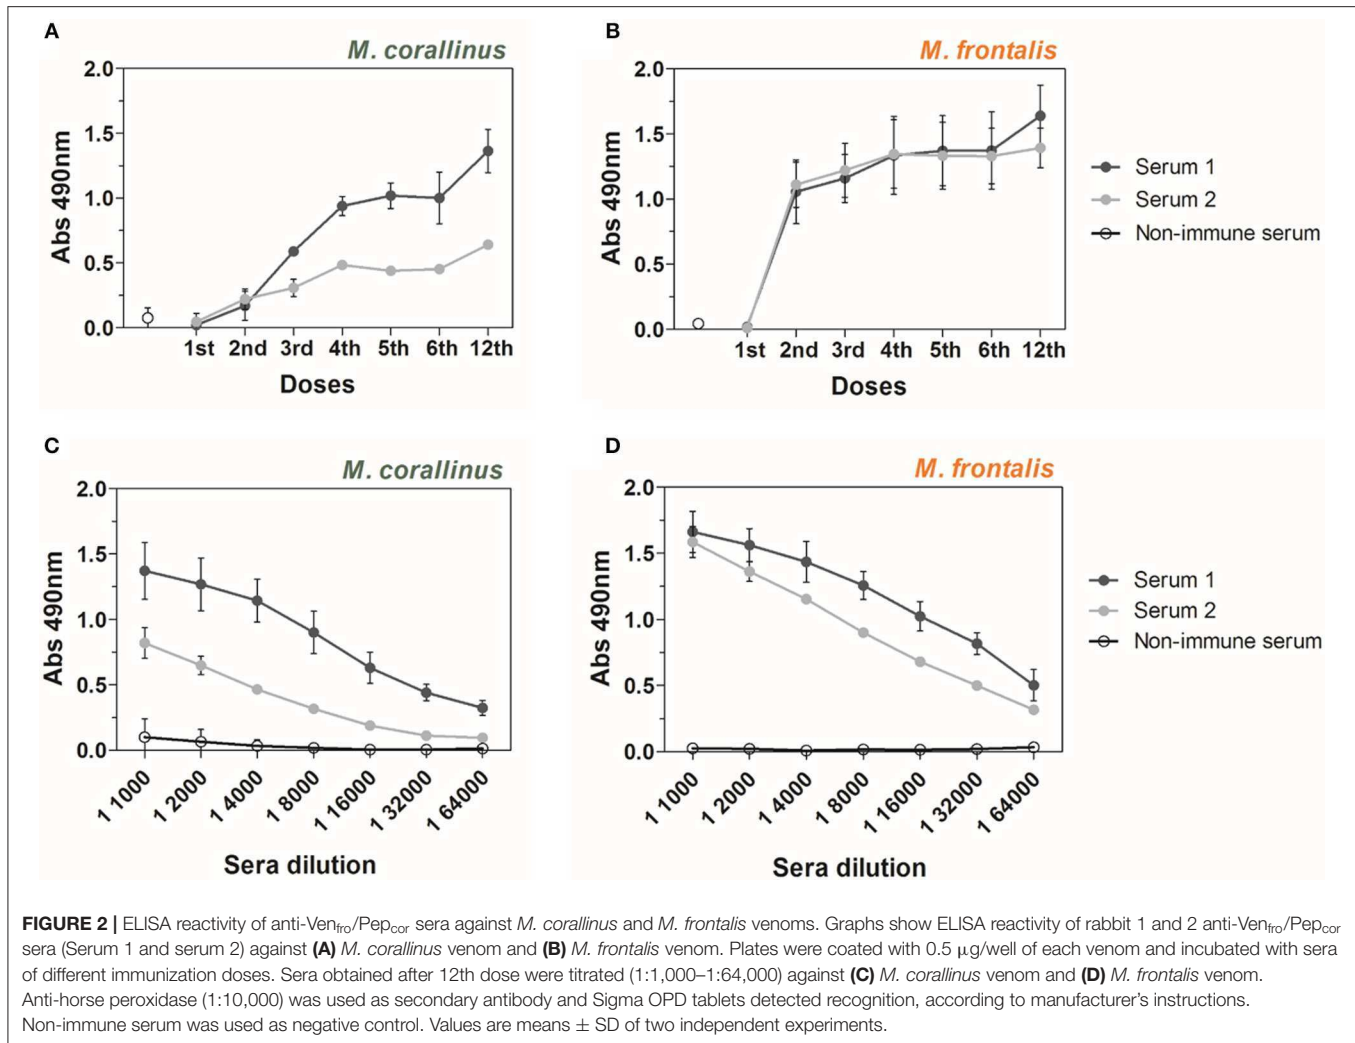 A
M. corallinus
2.0
1.5
1.0
0.5
0.0
Abs 490nm
1st 2nd 3rd 4th 5th 6th 12th
Doses
B
M. frontalis
2.0
1.5
1.0
0.5
0.0
Abs 490nm
1st 2nd 3rd 4th 5th 6th 12th
Doses
Serum 1
Serum 2
Non-immune serum
C
M. corallinus
2.0
1.5
1.0
0.5
0.0
Abs 490nm
1 1000 1 2000 1 4000 1 8000 1 16000 1 32000 1 64000
Sera dilution
D
M. frontalis
2.0
1.5
1.0
0.5
0.0
Abs 490nm
1 1000 1 2000 1 4000 1 8000 1 16000 1 32000 1 64000
Sera dilution
Serum 1
Serum 2
Non-immune serum
FIGURE 2 | ELISA reactivity of anti-Venfro/Pepcor sera against M. corallinus and M. frontalis venoms. Graphs show ELISA reactivity of rabbit 1 and 2 anti-Venfro/Pepcor
sera (Serum 1 and serum 2) against (A) M. corallinus venom and (B) M. frontalis venom. Plates were coated with 0.5 μg/well of each venom and incubated with sera
of different immunization doses. Sera obtained after 12th dose were titrated (1:1,000–1:64,000) against (C) M. corallinus venom and (D) M. frontalis venom.
Anti-horse peroxidase (1:10,000) was used as secondary antibody and Sigma OPD tablets detected recognition, according to manufacturer's instructions.
Non-immune serum was used as negative control. Values are means ± SD of two independent experiments.